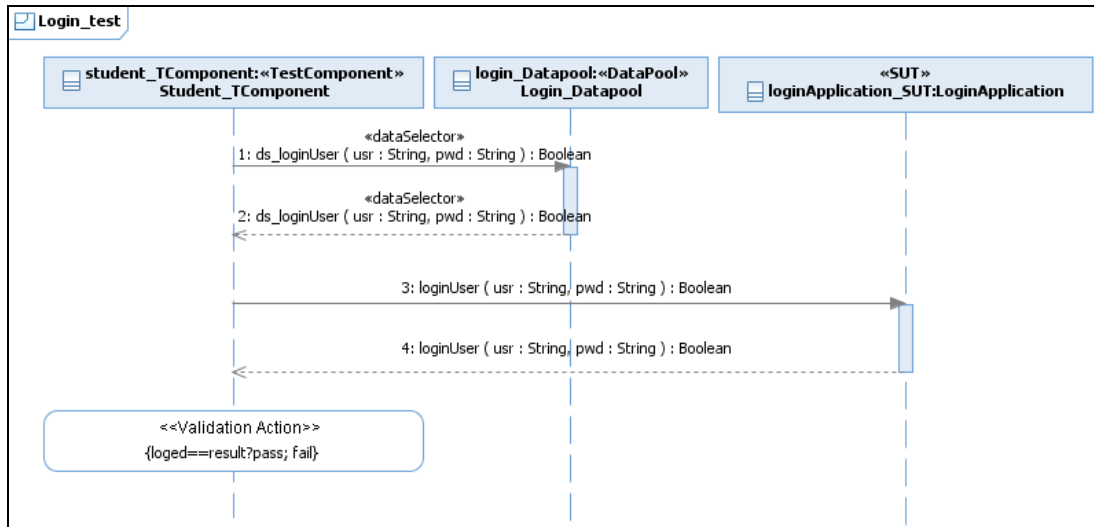 Login_test
student_TComponent:«TestComponent»
Student_TComponent
login_Datapool:«DataPool»
Login_Datapool
«SUT»
loginApplication_SUT:LoginApplication
«dataSelector»
1: ds_loginUser ( usr : String, pwd : String ) : Boolean
«dataSelector»
2: ds_loginUser ( usr : String, pwd : String ) : Boolean
3: loginUser ( usr : String, pwd : String ) : Boolean
4: loginUser ( usr : String, pwd : String ) : Boolean
<<Validation Action>>
{loged==result?pass; fail}